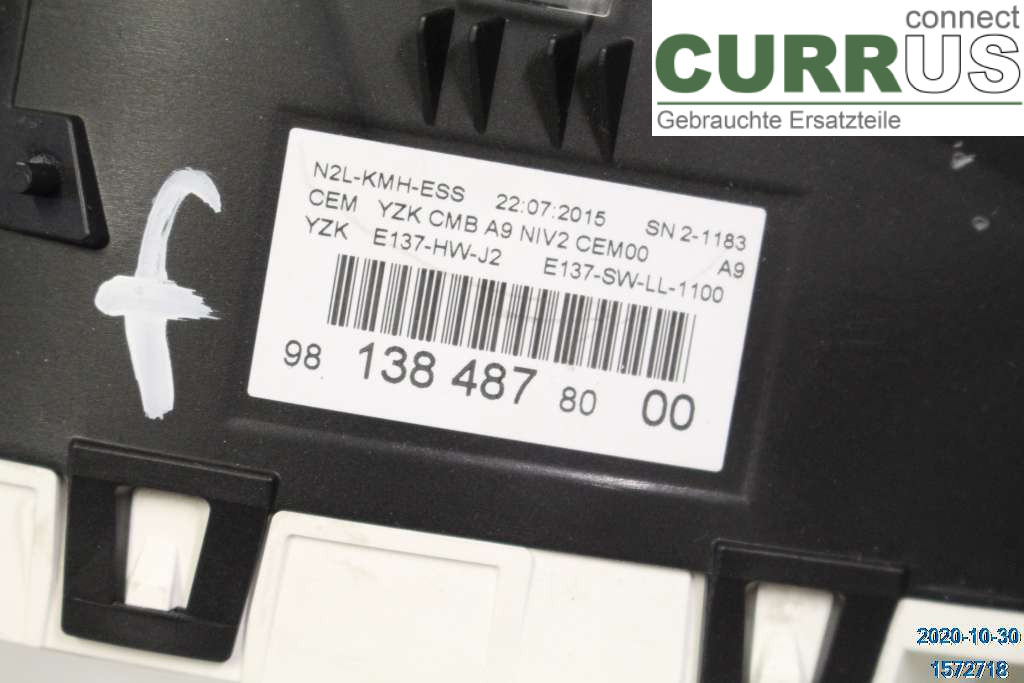 connect
CURRUS
Gebrauchte Ersatzteile
N2L-KMH-ESS 22:07:2015 SN 2-1183
CEM YZK CMB A9 NIV2 CEM00 A9
YZK E137-HW-J2 E137-SW-LL-1100
98 138 487 80 00
f
2020-10-30
1572718